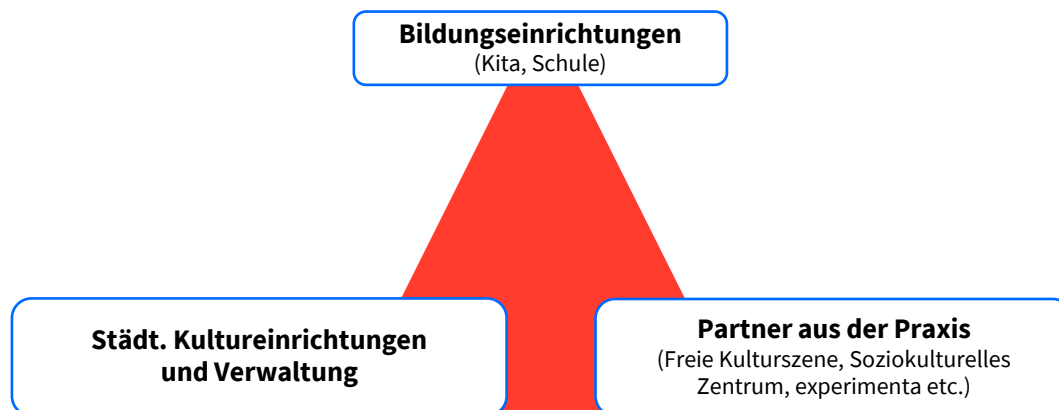 Bildungseinrichtungen
(Kita, Schule)
Städt. Kultureinrichtungen
und Verwaltung
Partner aus der Praxis
(Freie Kulturszene, Soziokulturelles
Zentrum, experimenta etc.)